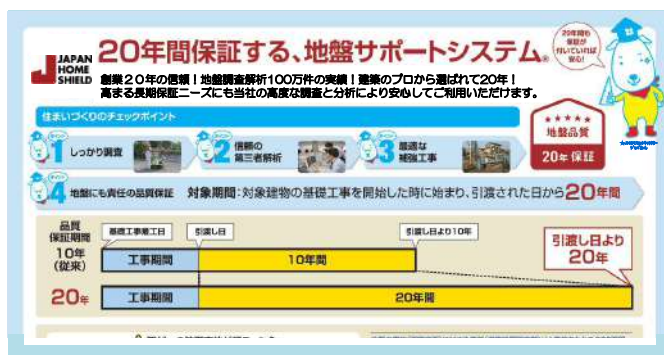 JAPAN
HOME
SHIELD
20年間保証する、地盤サポートシステム®
20年間も
保証が
付いていれば
安心!
創業20年の信頼!地盤調査解析100万件の実績!建築のプロから選ばれて20年!
高まる長期保証ニーズにも当社の高度な調査と分析により安心してご利用いただけます。
住まいづくりのチェックポイント
1 しっかり調査
2 信頼の
第三者解析
3 最適な
補強工事
★★★★★
地盤品質
20年保証
4 地盤にも責任の品質保証 対象期間:対象建物の基礎工事を開始した時に始まり、引渡された日から20年間
品質
保証期間
基礎工事着工日
引渡し日
引渡し日より10年
引渡し日より
20年
10年
(従来)
工事期間
10年間
20年
工事期間
20年間